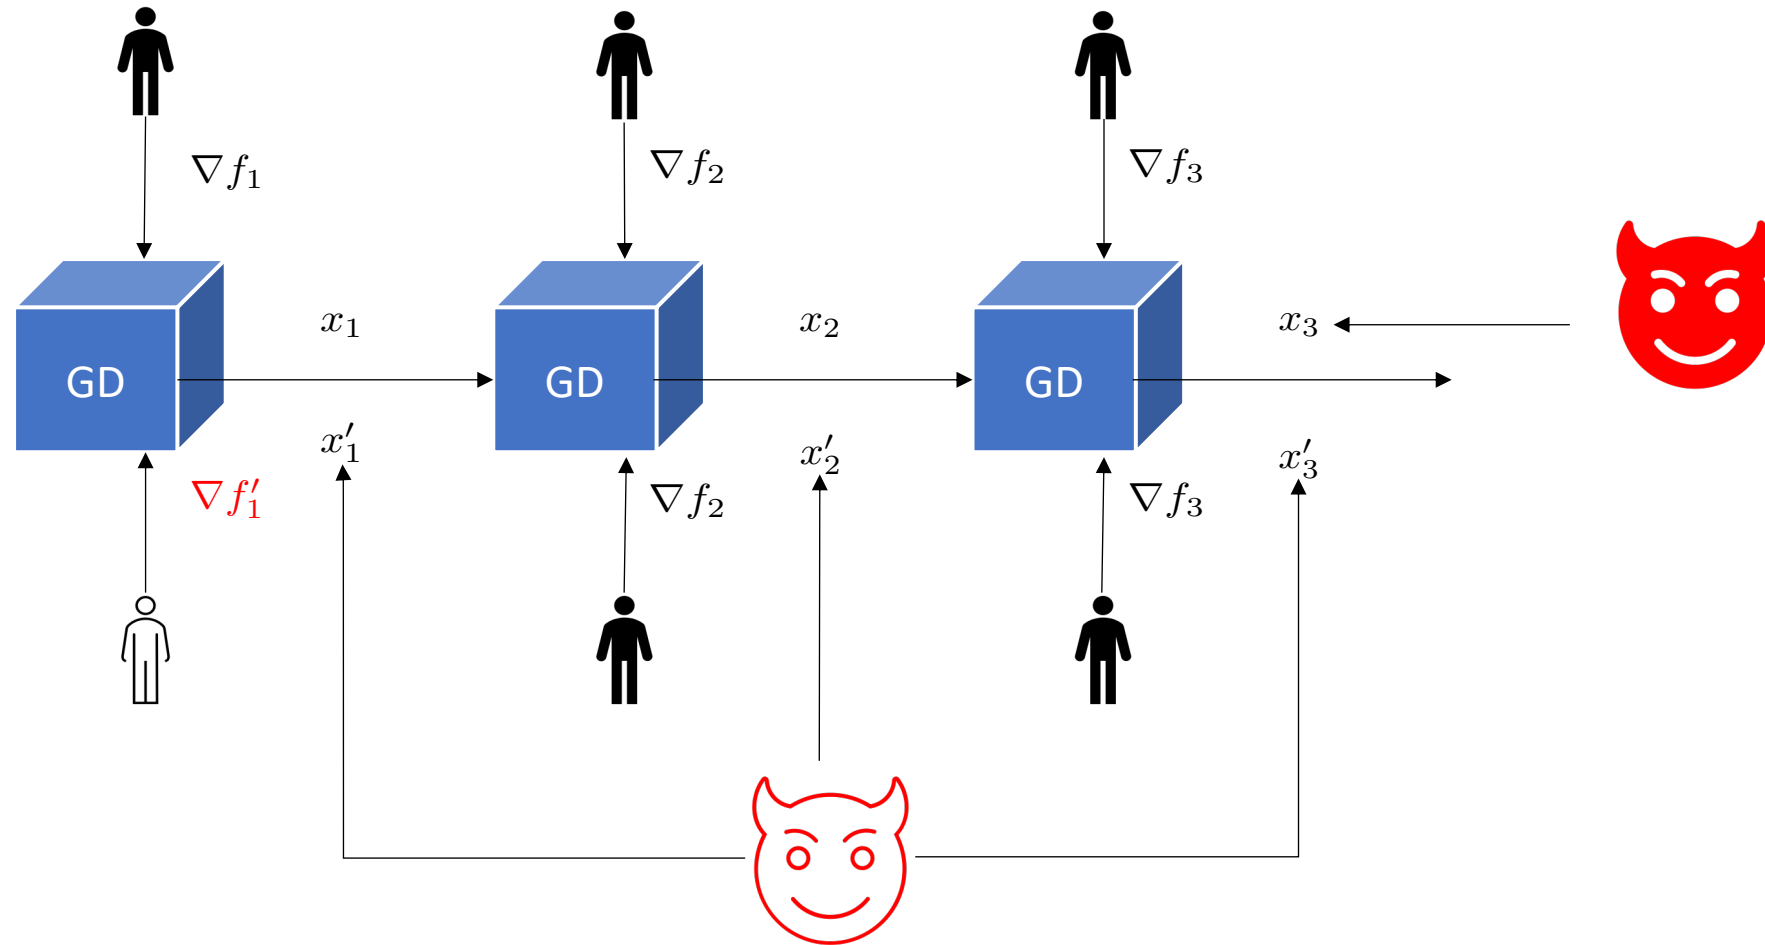 ∇f₁ ∇f₂ ∇f₃
x₁ x₂ x₃
GD GD GD
x′₁ x′₂ x′₃
∇f′₁ ∇f₂ ∇f₃